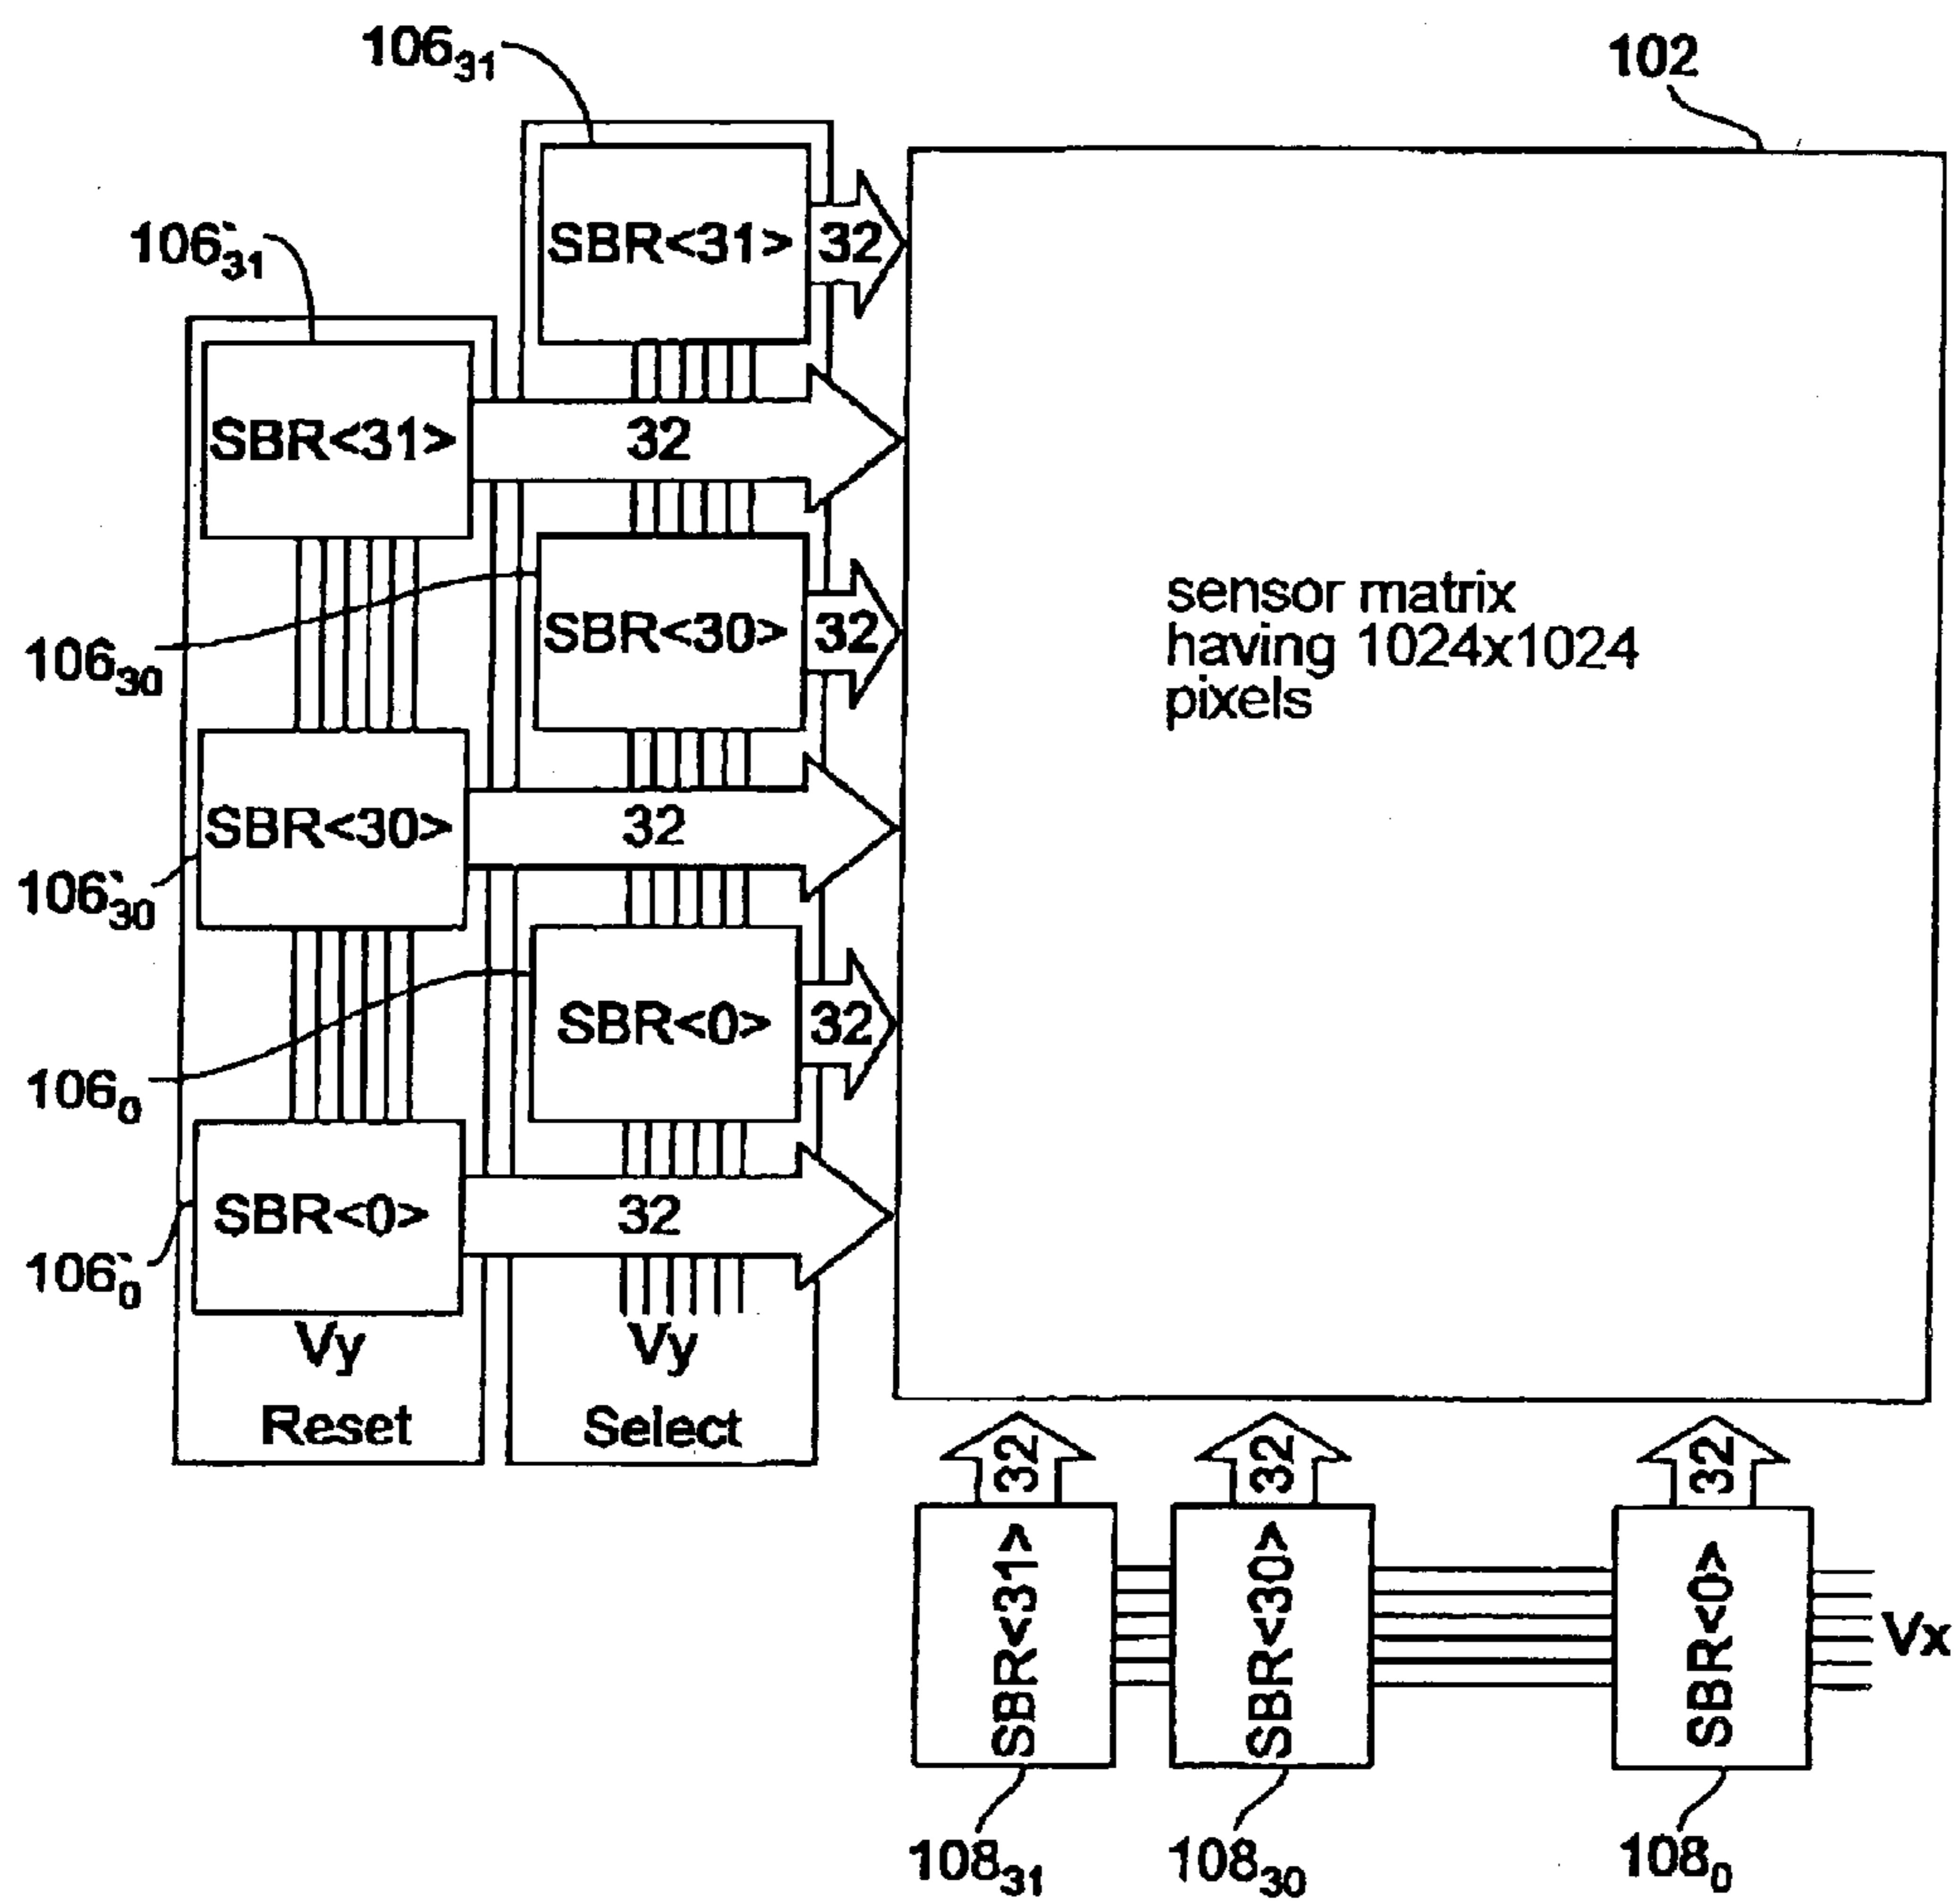 106₃₁
102
SBR<31>
32
106`₃₁
SBR<31>
32
sensor matrix
having 1024x1024
pixels
106₃₀
SBR<30>
32
SBR<30>
32
106`₃₀
SBR<0>
32
106₀
SBR<0>
32
106`₀
Vy
Vy
Reset
Select
32
32
32
SBR<31>
SBR<30>
SBR<0>
Vx
108₃₁
108₃₀
108₀